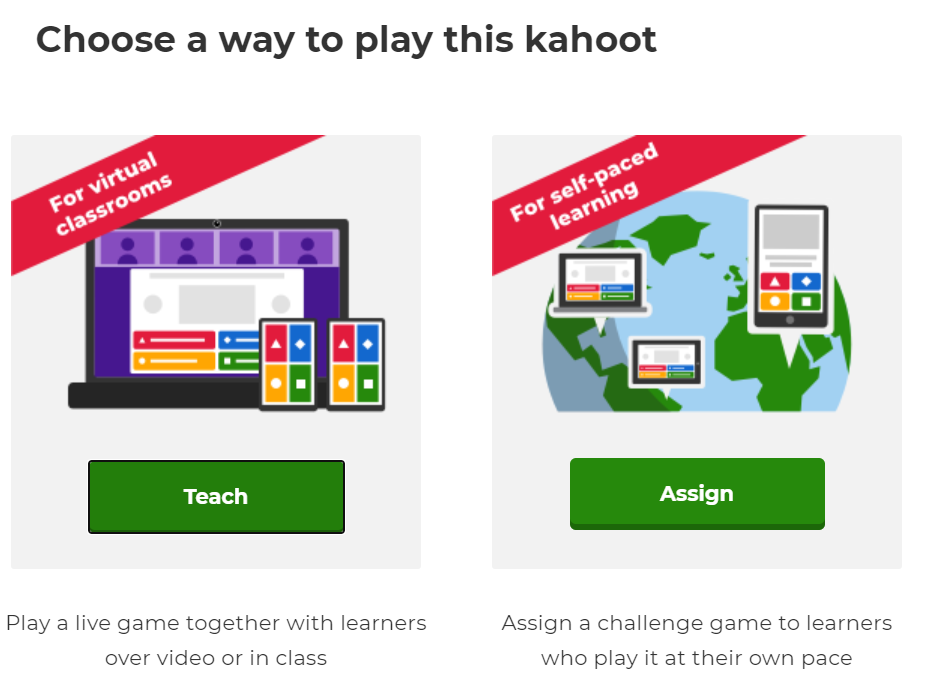 Choose a way to play this kahoot
For virtual
classrooms
Teach
Play a live game together with learners
over video or in class
For self-paced
learning
Assign
Assign a challenge game to learners
who play it at their own pace